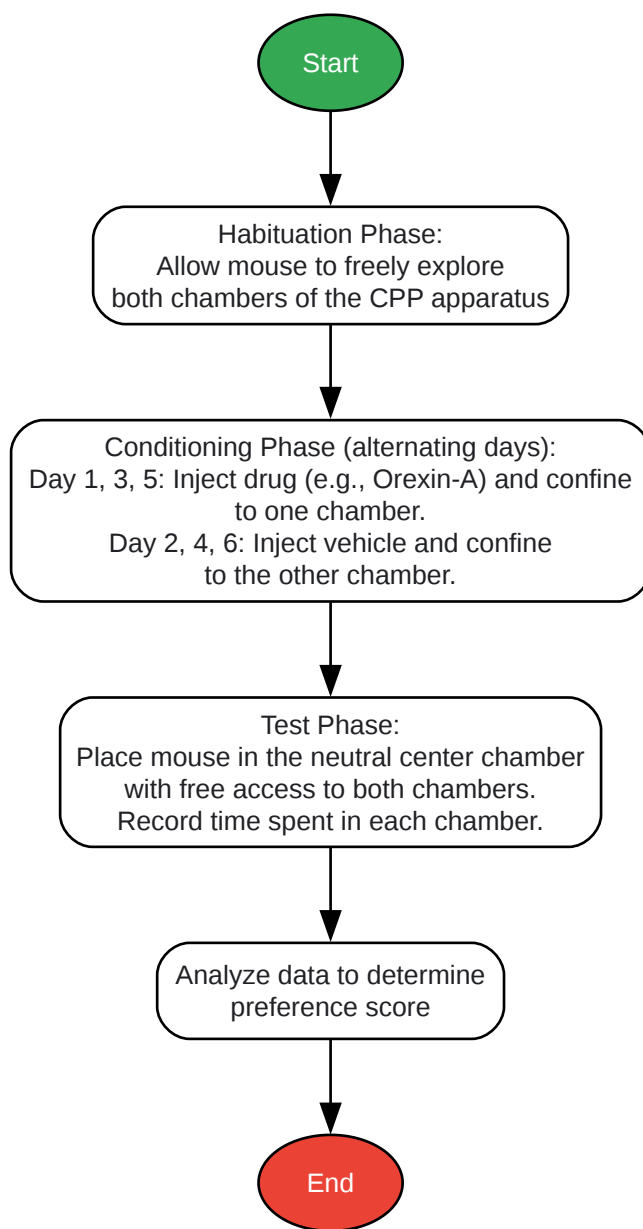 Start
Habituation Phase:
Allow mouse to freely explore
both chambers of the CPP apparatus
Conditioning Phase (alternating days):
Day 1, 3, 5: Inject drug (e.g., Orexin-A) and confine
to one chamber.
Day 2, 4, 6: Inject vehicle and confine
to the other chamber.
Test Phase:
Place mouse in the neutral center chamber
with free access to both chambers.
Record time spent in each chamber.
Analyze data to determine
preference score
End